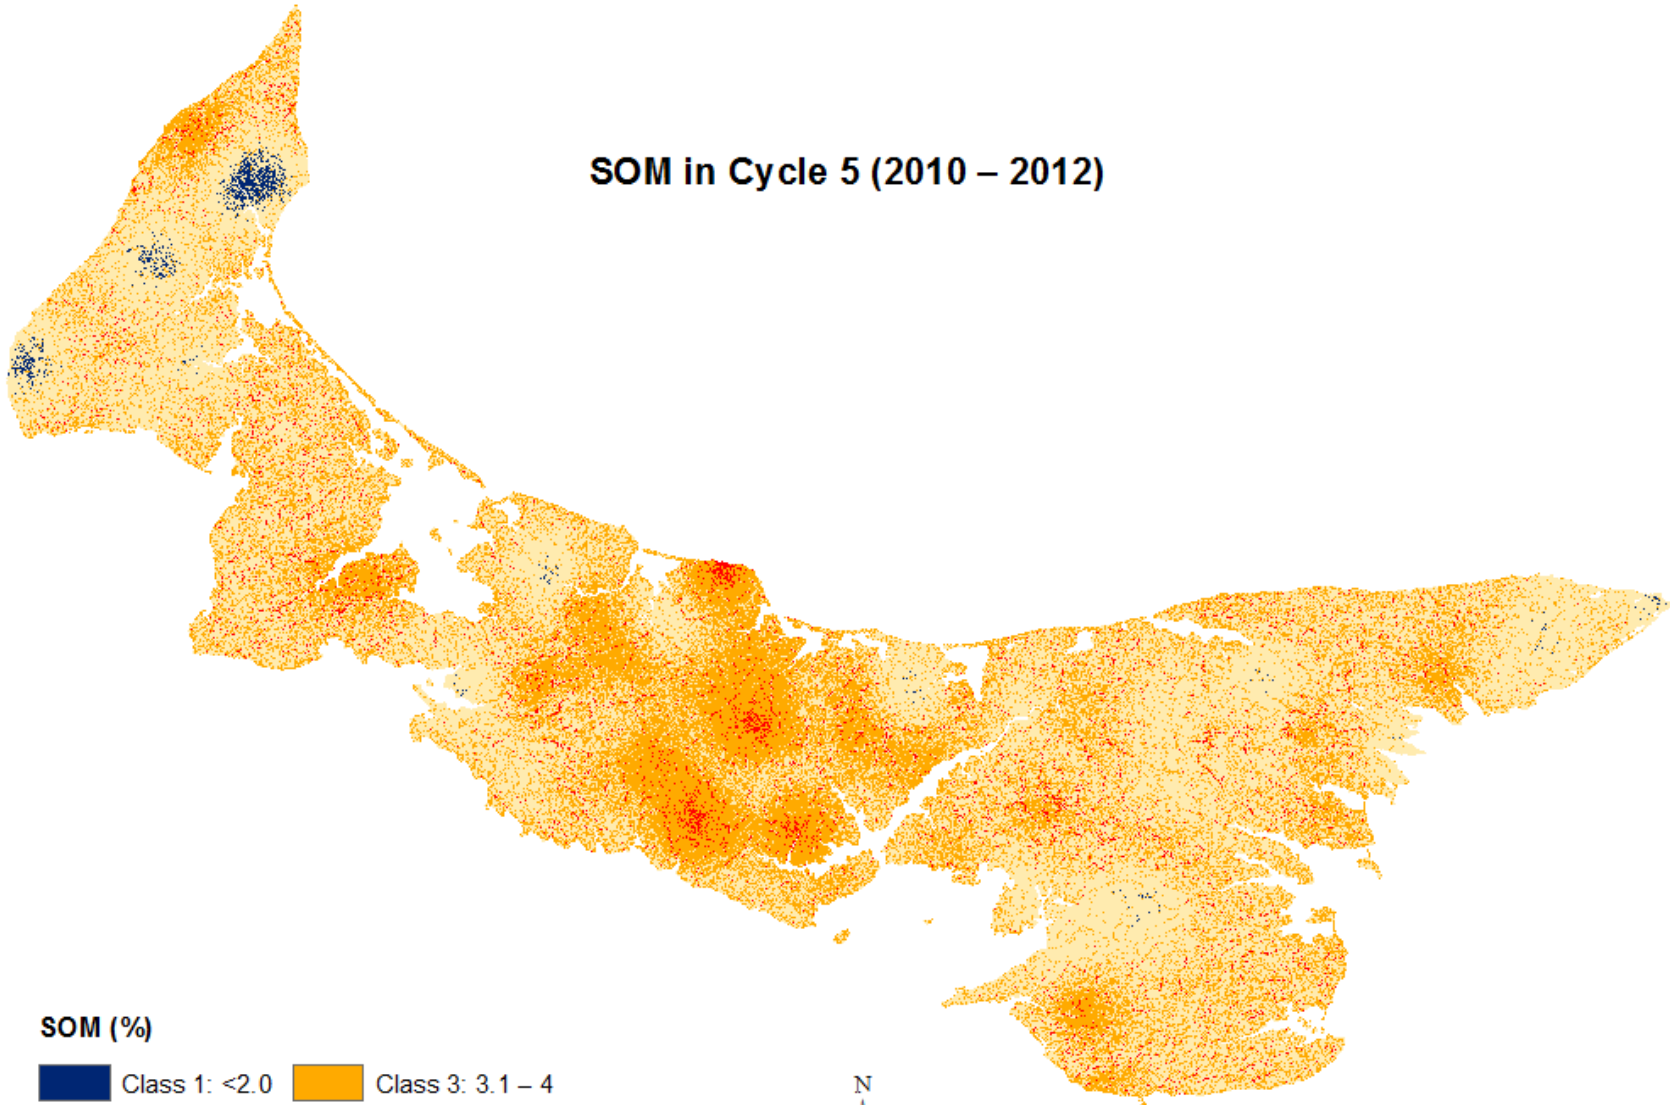 SOM in Cycle 5 (2010 – 2012)
SOM (%)
Class 1: <2.0
Class 3: 3.1 – 4
N